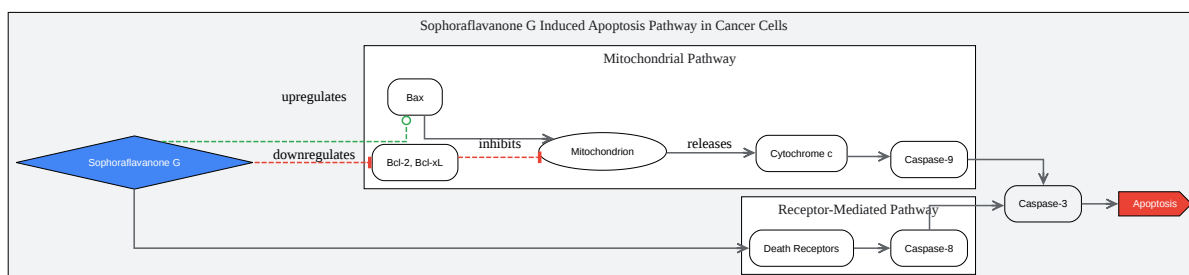 Sophoraflavanone G Induced Apoptosis Pathway in Cancer Cells
Mitochondrial Pathway
upregulates
Bax
Sophoraflavanone G
downregulates
Bcl-2, Bcl-xL
inhibits
Mitochondrion
releases
Cytochrome c
Caspase-9
Receptor-Mediated Pathway
Death Receptors
Caspase-8
Caspase-3
Apoptosis